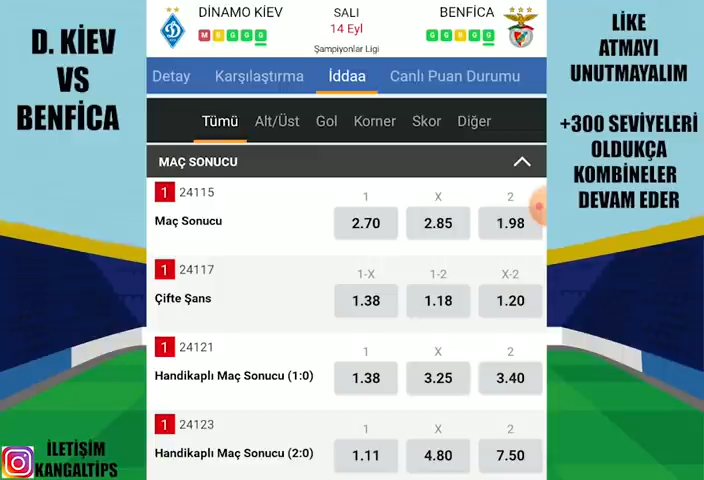 D. KİEV
VS
BENFİCA
DİNAMO KİEV
M B G G G
SALI
14 Eyl
Şampiyonlar Ligi
BENFICA
G G B G G
Detay Karşılaştırma İddaa Canlı Puan Durumu
Tümü Alt/Üst Gol Korner Skor Diğer
MAÇ SONUCU
1 24115
1 X 2
Maç Sonucu 2.70 2.85 1.98
1 24117
1-X 1-2 X-2
Çifte Şans 1.38 1.18 1.20
1 24121
1 X 2
Handikaplı Maç Sonucu (1:0) 1.38 3.25 3.40
1 24123
1 X 2
Handikaplı Maç Sonucu (2:0) 1.11 4.80 7.50
LİKE
ATMAYI
UNUTMAYALIM
+300 SEVİYELERİ
OLDUKÇA
KOMBİNELER
DEVAM EDER
İLETİŞİM
KANGALTİPS